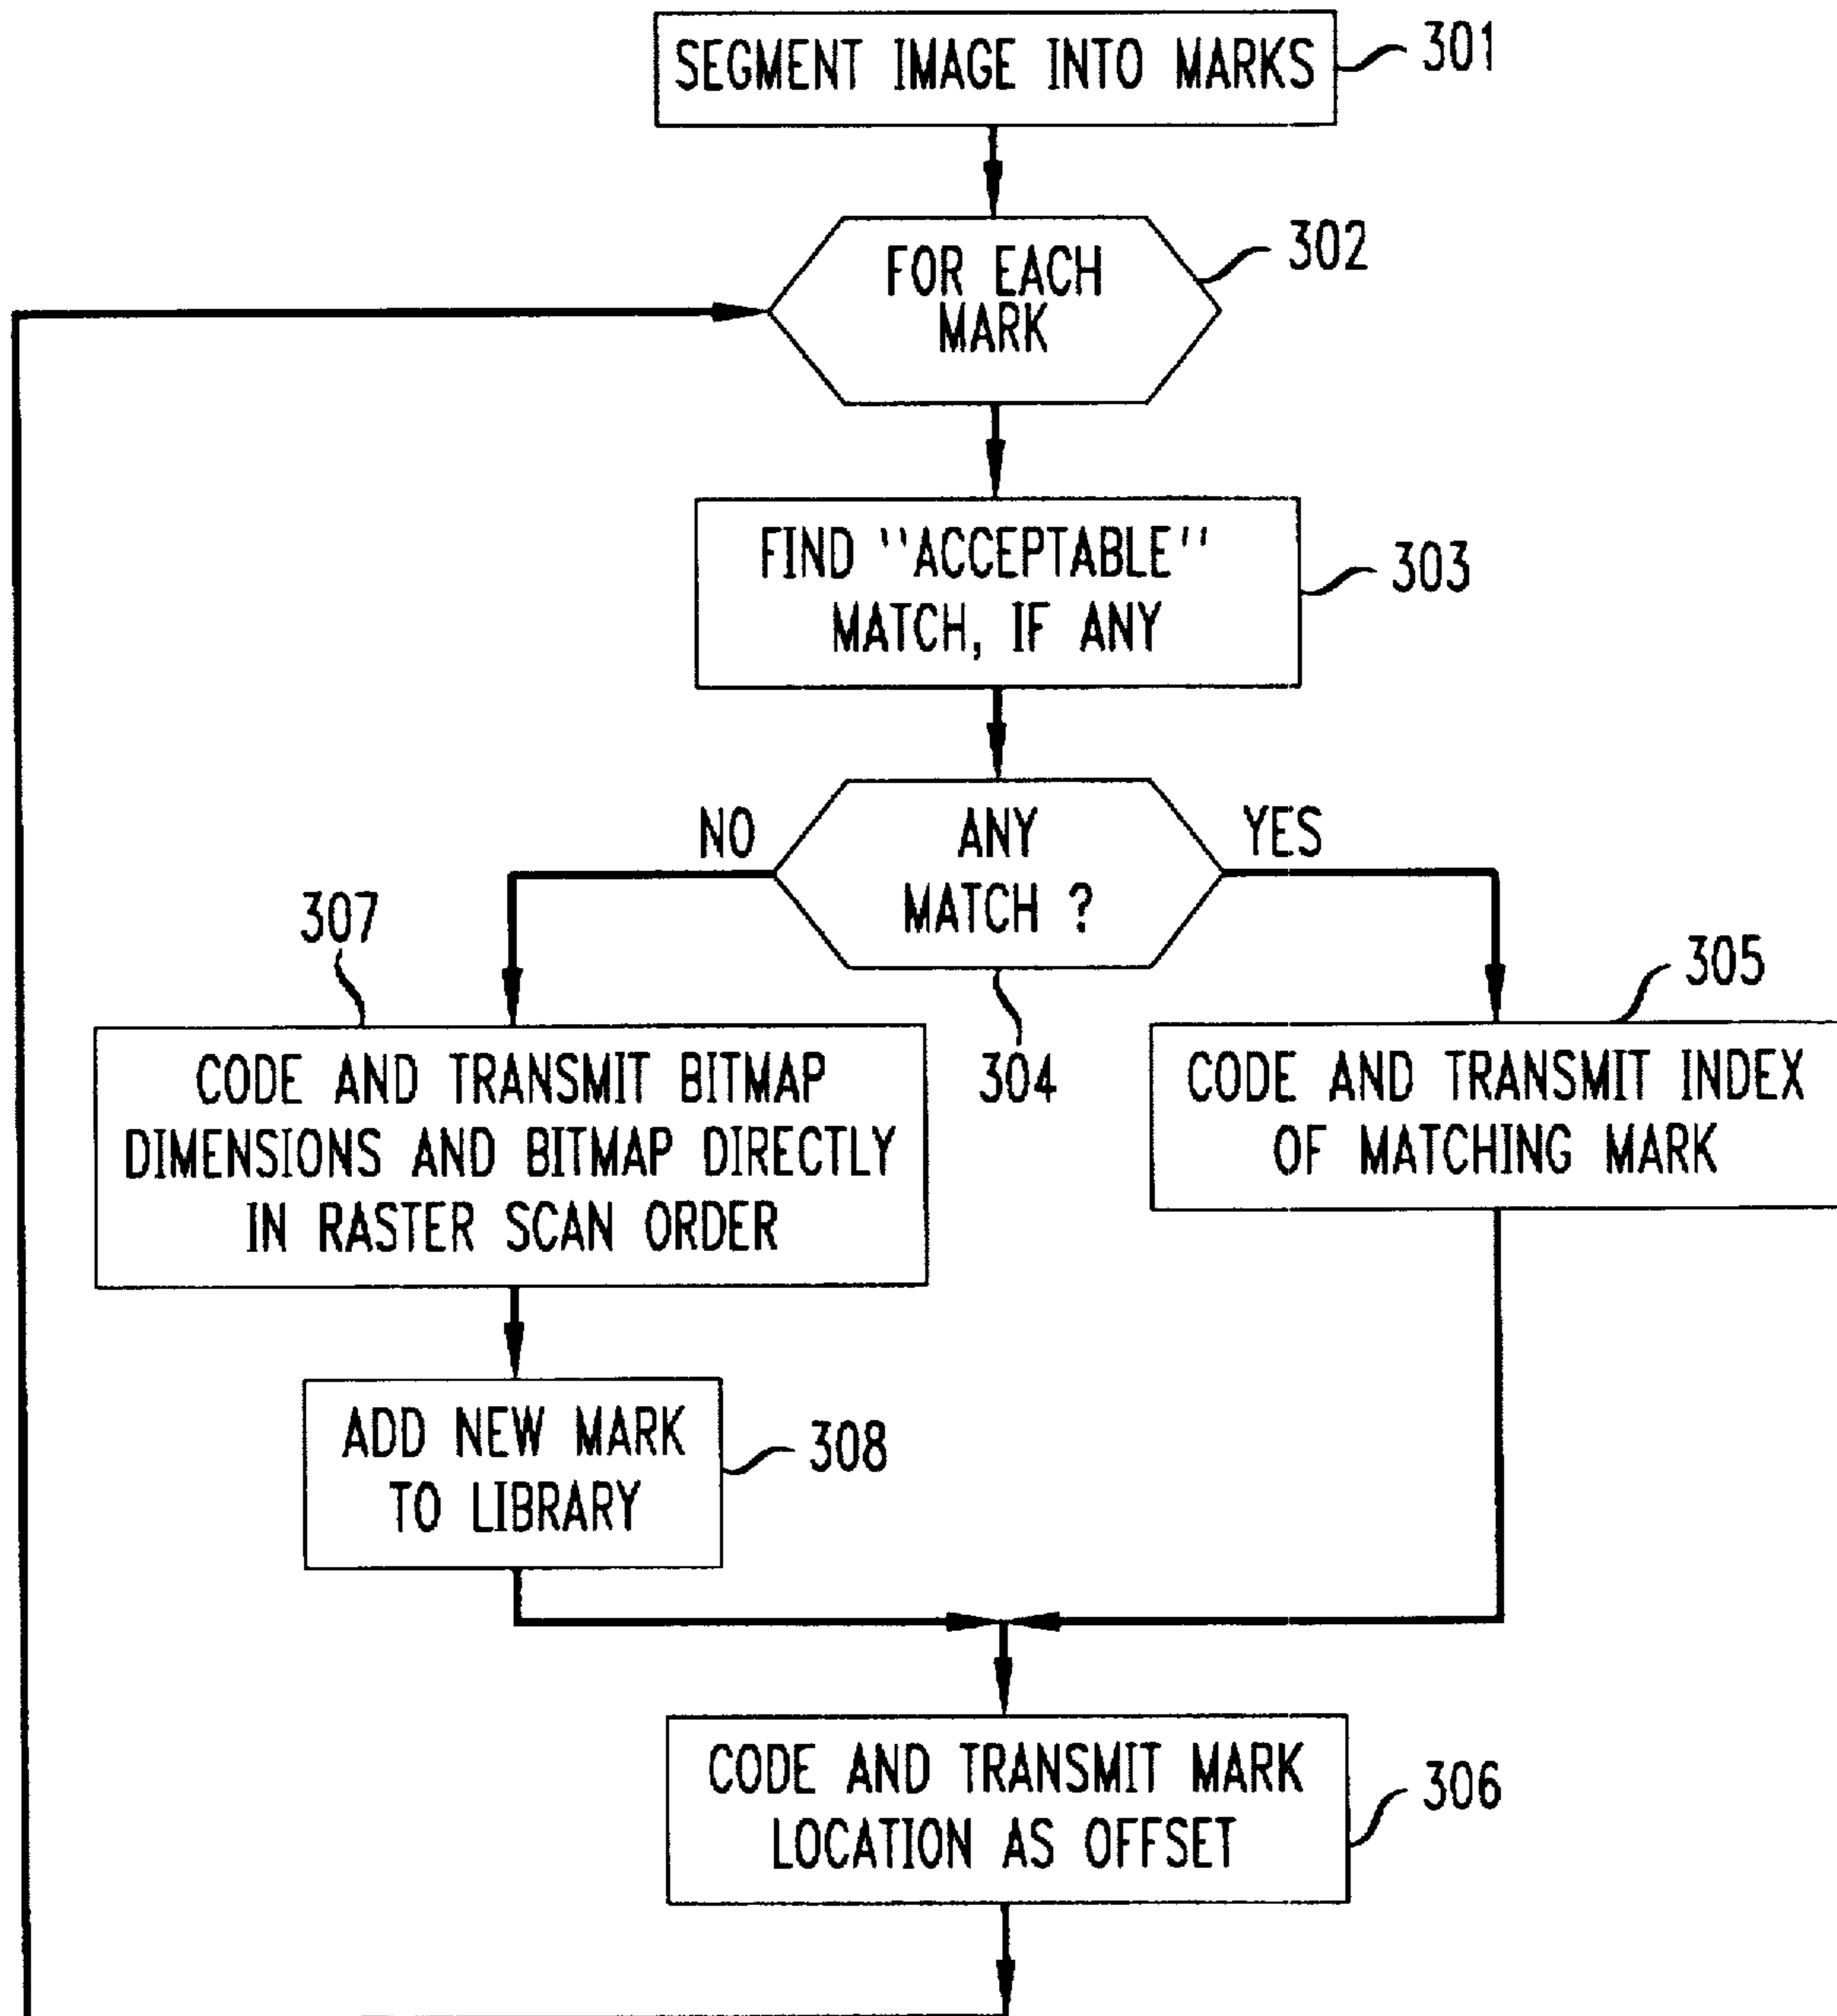 SEGMENT IMAGE INTO MARKS
301
FOR EACH
MARK
302
FIND "ACCEPTABLE"
MATCH, IF ANY
303
ANY
MATCH ?
NO
YES
304
307
CODE AND TRANSMIT BITMAP
DIMENSIONS AND BITMAP DIRECTLY
IN RASTER SCAN ORDER
305
CODE AND TRANSMIT INDEX
OF MATCHING MARK
ADD NEW MARK
TO LIBRARY
308
CODE AND TRANSMIT MARK
LOCATION AS OFFSET
306